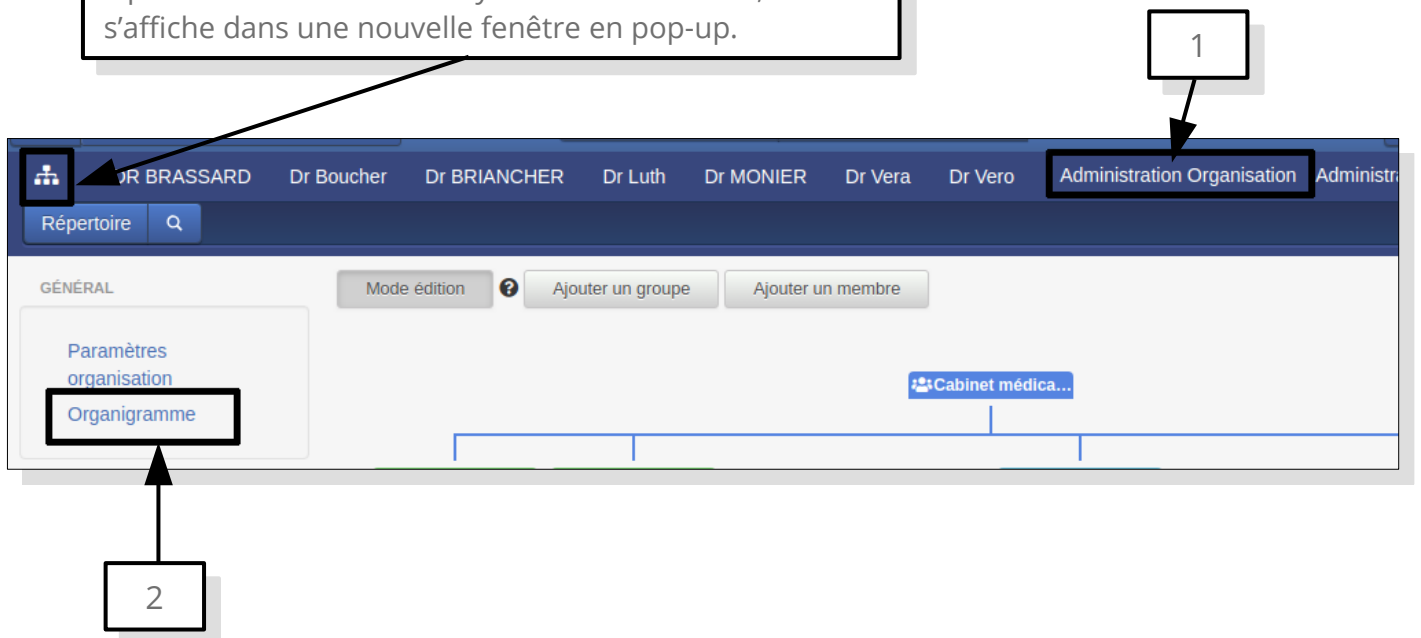 s’affiche dans une nouvelle fenêtre en pop-up.
1
DR BRASSARD Dr Boucher Dr BRIANCHER Dr Luth Dr MONIER Dr Vera Dr Vero Administration Organisation
Répertoire
GÉNÉRAL Mode édition ? Ajouter un groupe Ajouter un membre
Paramètres
organisation
Cabinet médica...
Organigramme
2